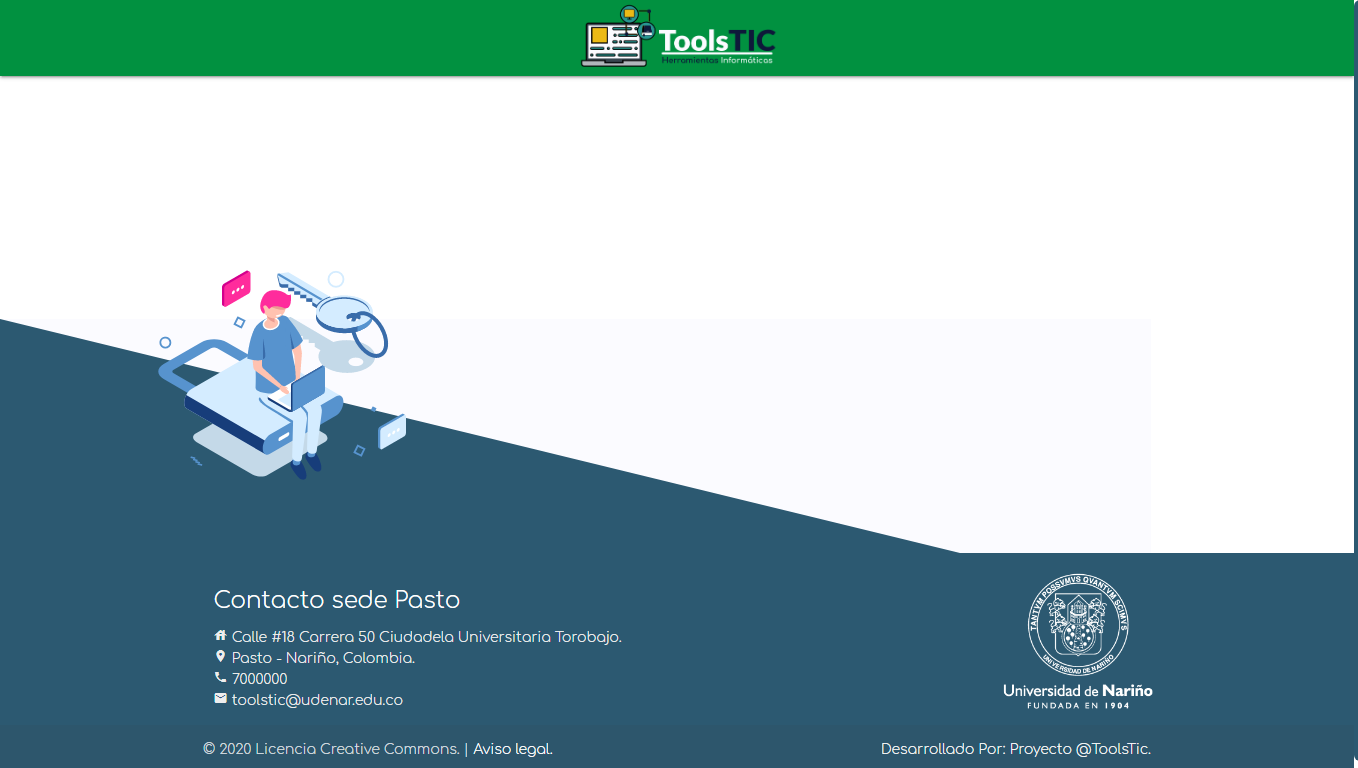 ToolsTIC
Herramientas Informáticas
Contacto sede Pasto
Calle #18 Carrera 50 Ciudadela Universitaria Torobajo.
Pasto - Nariño, Colombia.
7000000
toolstic@udenar.edu.co
TANTVM POSSVMVS QVANTVM SCIMVS
UNIVERSIDAD DE NARIÑO
Universidad de Nariño
FUNDADA EN 1904
© 2020 Licencia Creative Commons. | Aviso legal.
Desarrollado Por: Proyecto @ToolsTic.